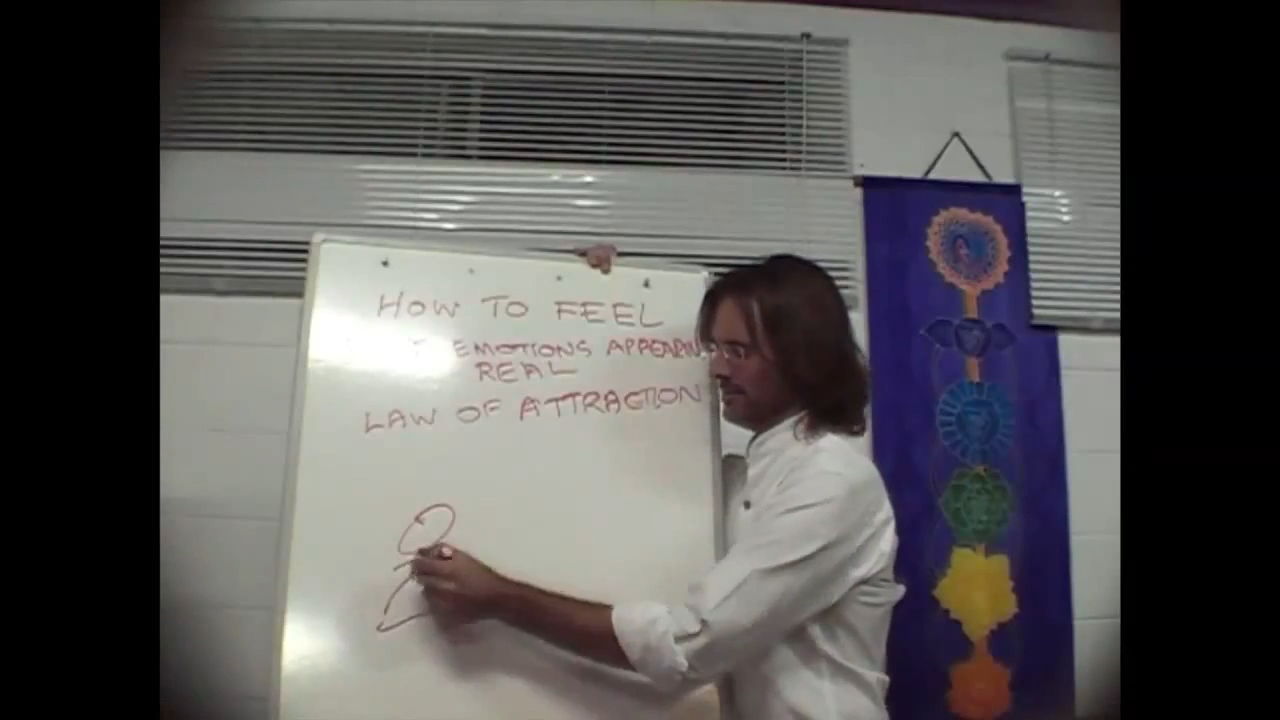 HOW TO FEEL
EMOTIONS APPEARIN
REAL
LAW OF ATTRACTION